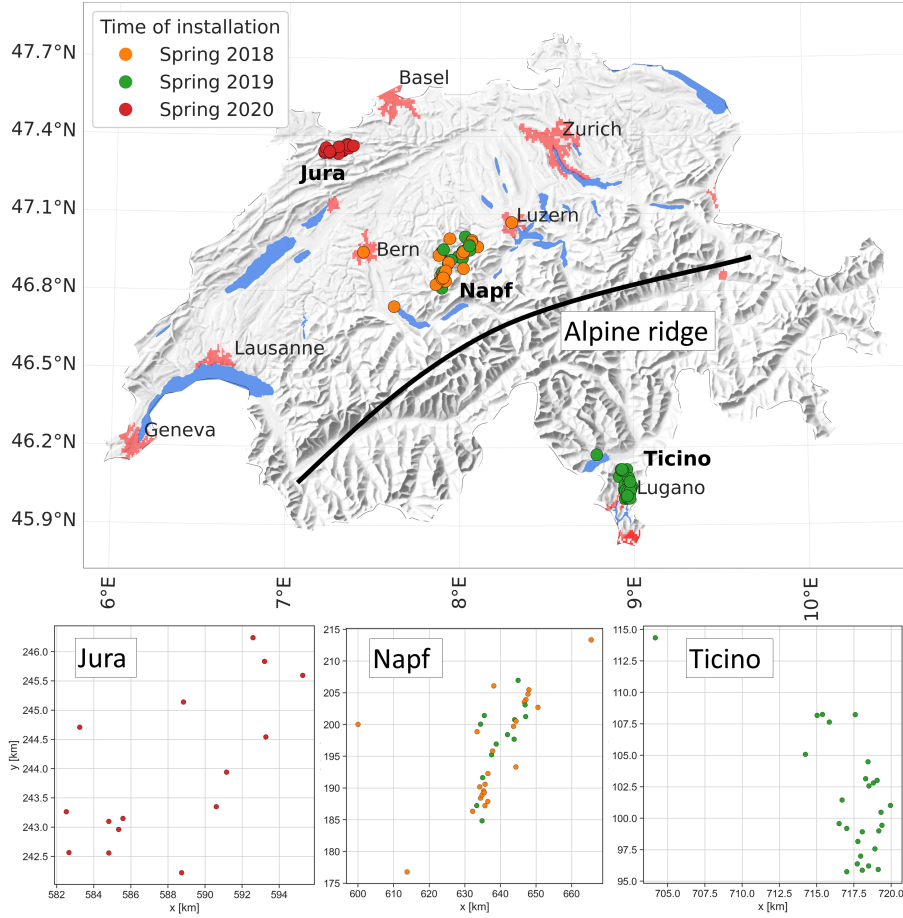 Time of installation
Spring 2018
Spring 2019
Spring 2020
47.7°N
47.4°N
47.1°N
46.8°N
46.5°N
46.2°N
45.9°N
Basel
Zurich
Jura
Luzern
Bern
Napf
Alpine ridge
Lausanne
Geneva
Ticino
Lugano
6°E
7°E
8°E
9°E
10°E
Jura
246.0
245.5
245.0
244.5
244.0
243.5
243.0
242.5
y [km]
582 584 586 588 590 592 594
x [km]
Napf
215
210
205
200
195
190
185
180
175
600 610 620 630 640 650 660
x [km]
Ticino
115.0
112.5
110.0
107.5
105.0
102.5
100.0
97.5
95.0
705.0 707.5 710.0 712.5 715.0 717.5 720.0
x [km]